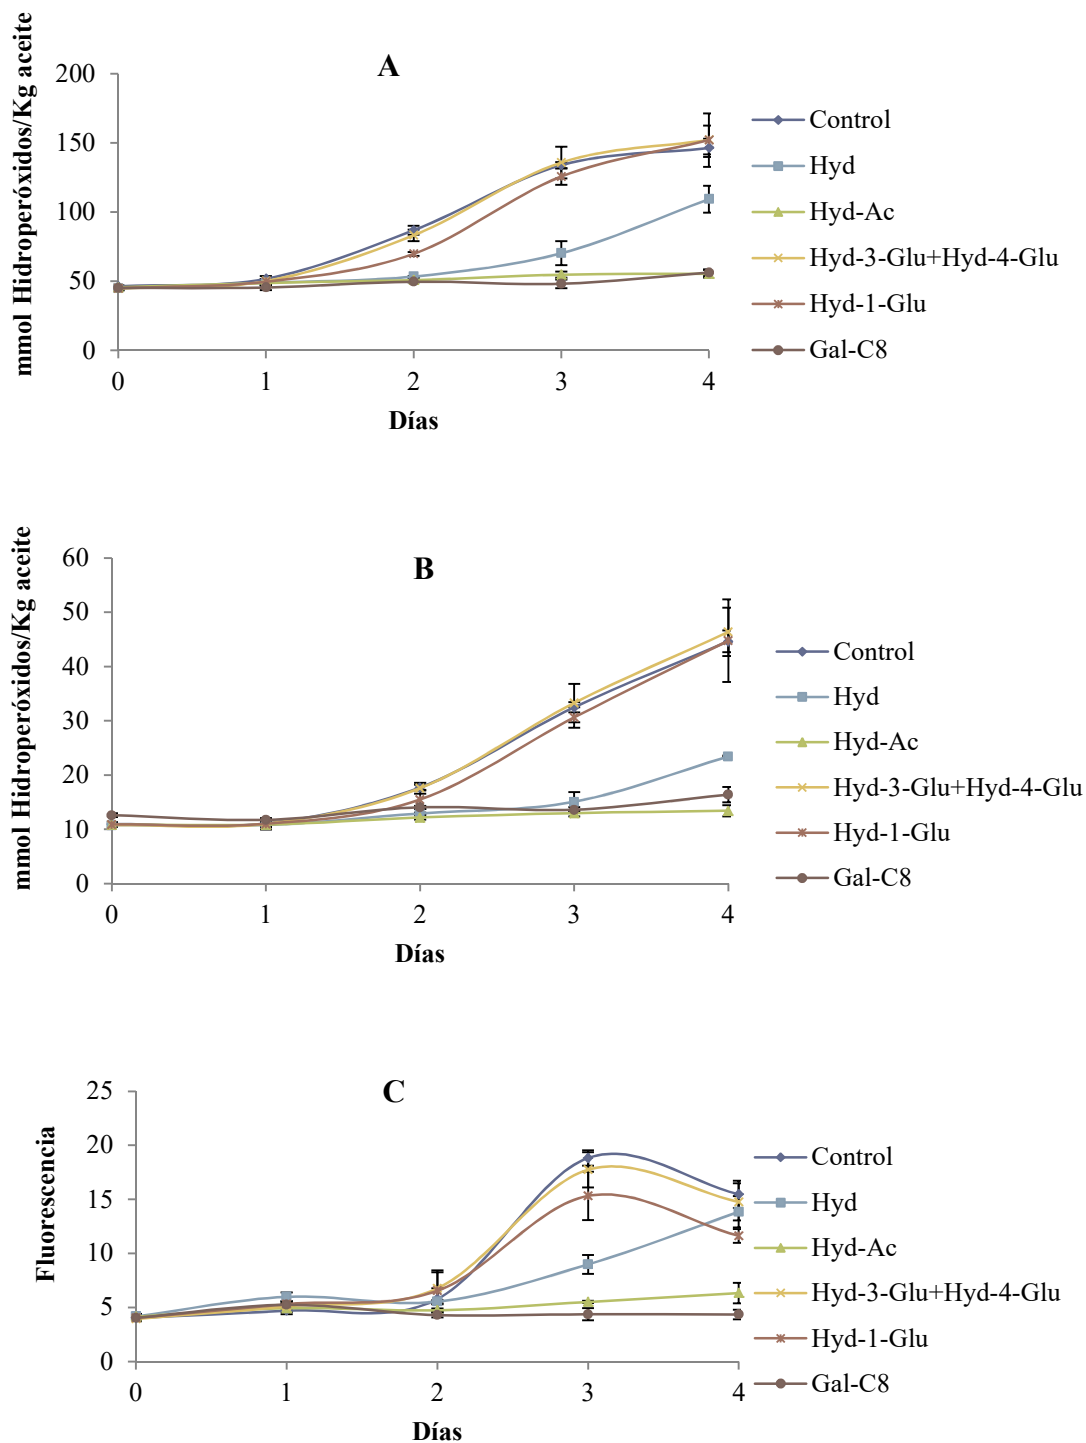 A
mmol Hidroperóxidos/Kg aceite
200
150
100
50
0
0 1 2 3 4
Días
Control
Hyd
Hyd-Ac
Hyd-3-Glu+Hyd-4-Glu
Hyd-1-Glu
Gal-C8
B
mmol Hidroperóxidos/Kg aceite
60
50
40
30
20
10
0
0 1 2 3 4
Días
Control
Hyd
Hyd-Ac
Hyd-3-Glu+Hyd-4-Glu
Hyd-1-Glu
Gal-C8
C
Fluorescencia
25
20
15
10
5
0
0 1 2 3 4
Días
Control
Hyd
Hyd-Ac
Hyd-3-Glu+Hyd-4-Glu
Hyd-1-Glu
Gal-C8